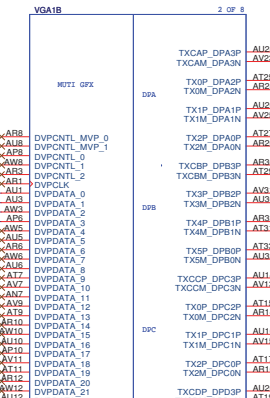 VGA1B
2 OF 8
MUTI GFX
DPA
DPB
DPC
AR8 DVPCNTL_MVP_0
AU8 DVPCNTL_MVP_1
AP8 DVPCNTL_0
AW8 DVPCNTL_1
AR3 DVPCNTL_2
AR1 DVPCLK
AU1 DVPDATA_0
AU3 DVPDATA_1
AW3 DVPDATA_2
AP6 DVPDATA_3
AW5 DVPDATA_4
AU5 DVPDATA_5
AR6 DVPDATA_6
AW6 DVPDATA_7
AU6 DVPDATA_8
AT7 DVPDATA_9
AV7 DVPDATA_10
AN7 DVPDATA_11
AV9 DVPDATA_12
AT9 DVPDATA_13
AR10 DVPDATA_14
AW10 DVPDATA_15
AU10 DVPDATA_16
AP10 DVPDATA_17
AV11 DVPDATA_18
AT11 DVPDATA_19
AR12 DVPDATA_20
AW12 DVPDATA_21
AU12
TXCAP_DPA3P
TXCAM_DPA3N
TX0P_DPA2P
TX0M_DPA2N
TX1P_DPA1P
TX1M_DPA1N
TX2P_DPA0P
TX2M_DPA0N
TXCBP_DPB3P
TXCBM_DPB3N
TX3P_DPB2P
TX3M_DPB2N
TX4P_DPB1P
TX4M_DPB1N
TX5P_DPB0P
TX5M_DPB0N
TXCCP_DPC3P
TXCCM_DPC3N
TX0P_DPC2P
TX0M_DPC2N
TX1P_DPC1P
TX1M_DPC1N
TX2P_DPC0P
TX2M_DPC0N
TXCDP_DPD3P